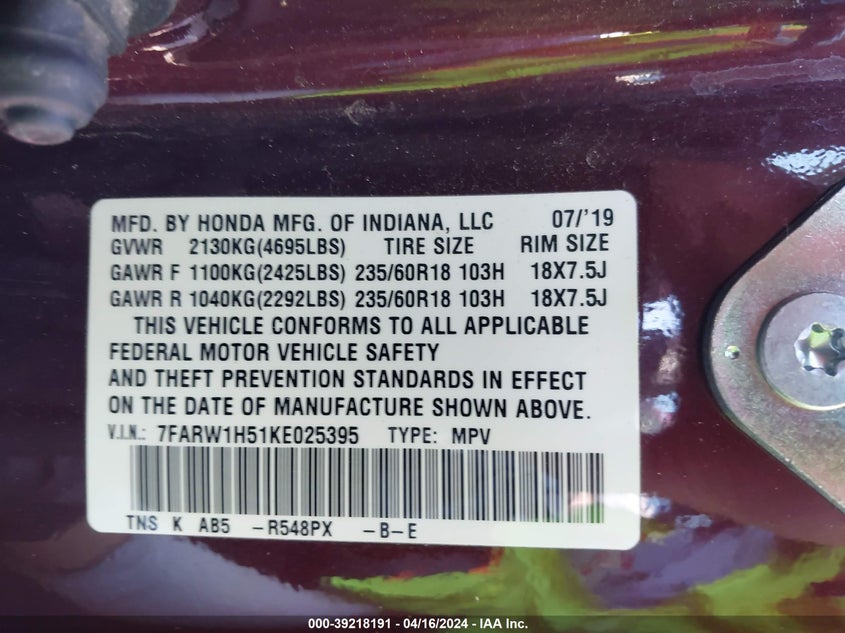 MFD. BY HONDA MFG. OF INDIANA, LLC 07/'19
GVWR 2130KG(4695LBS) TIRE SIZE RIM SIZE
GAWR F 1100KG(2425LBS) 235/60R18 103H 18X7.5J
GAWR R 1040KG(2292LBS) 235/60R18 103H 18X7.5J
THIS VEHICLE CONFORMS TO ALL APPLICABLE
FEDERAL MOTOR VEHICLE SAFETY
AND THEFT PREVENTION STANDARDS IN EFFECT
ON THE DATE OF MANUFACTURE SHOWN ABOVE.
V.I.N.: 7FARW1H51KE025395 TYPE: MPV
TNS K AB5 -R548PX -B-E
000-39218191 - 04/16/2024 - IAA Inc.